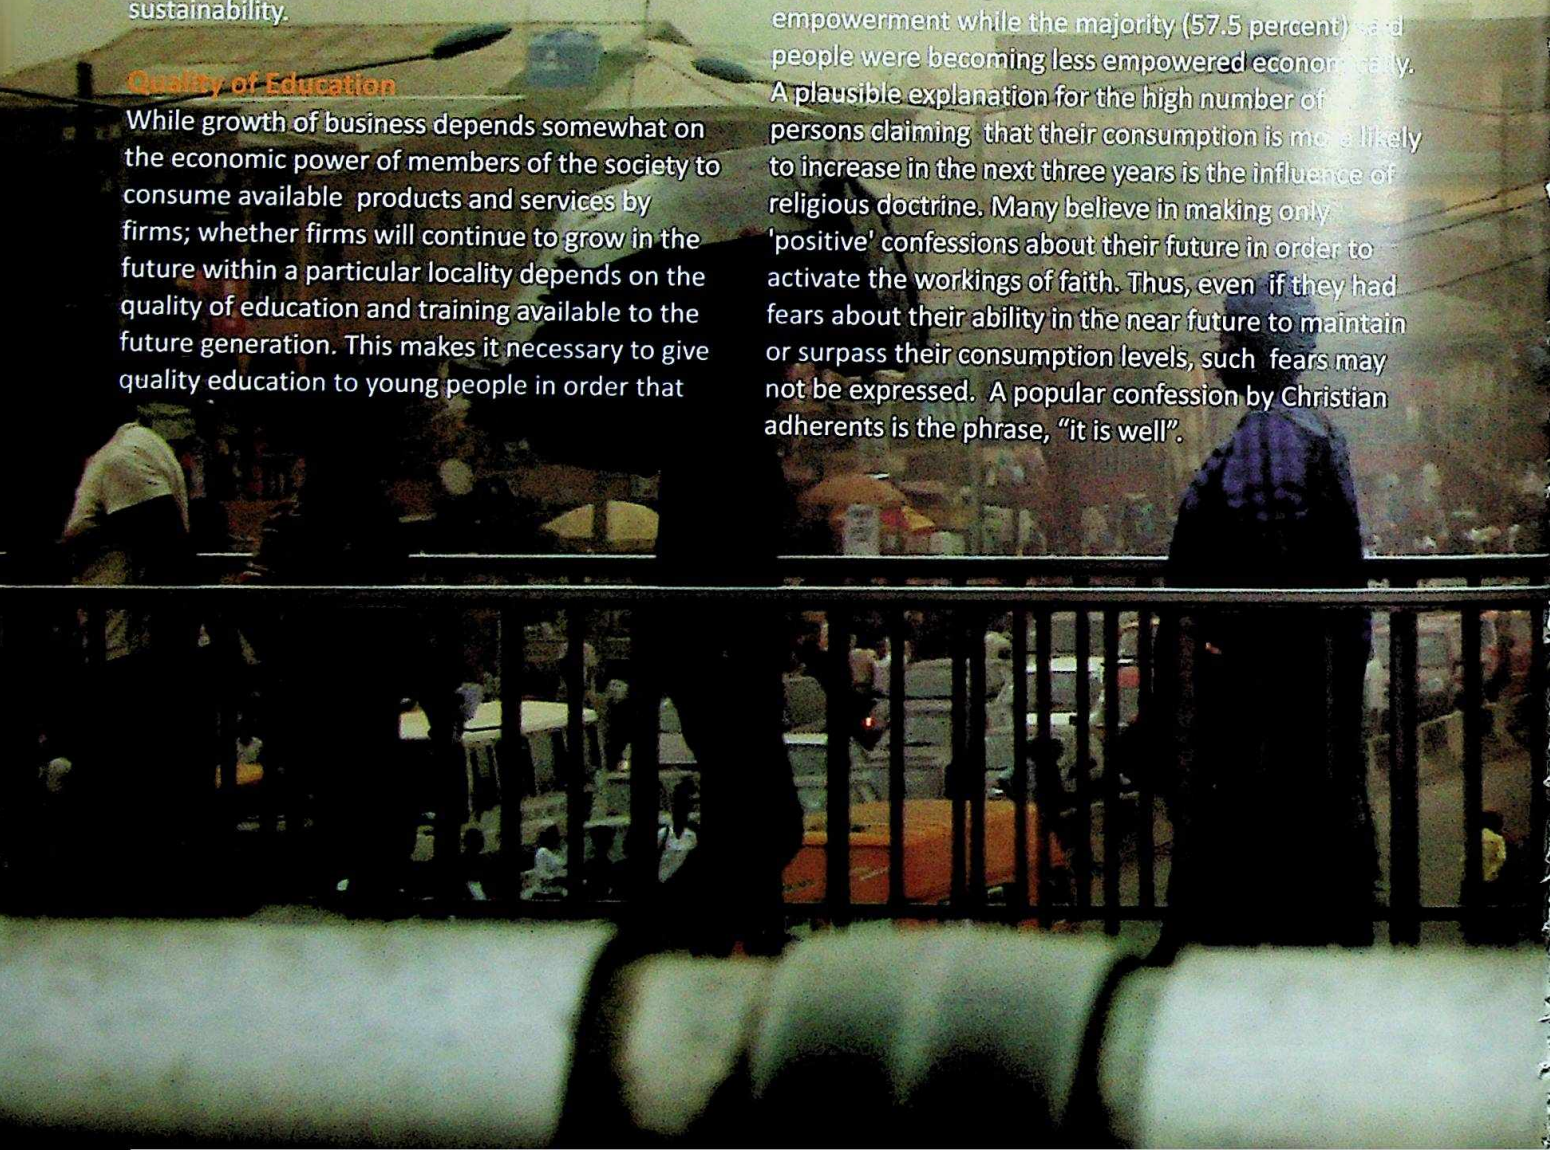 sustainability.
Quality of Education
While growth of business depends somewhat on
the economic power of members of the society to
consume available products and services by
firms; whether firms will continue to grow in the
future within a particular locality depends on the
quality of education and training available to the
future generation. This makes it necessary to give
quality education to young people in order that
empowerment while the majority (57.5 percent) said
people were becoming less empowered economically.
A plausible explanation for the high number of
persons claiming that their consumption is more likely
to increase in the next three years is the influence of
religious doctrine. Many believe in making only
'positive' confessions about their future in order to
activate the workings of faith. Thus, even if they had
fears about their ability in the near future to maintain
or surpass their consumption levels, such fears may
not be expressed. A popular confession by Christian
adherents is the phrase, “it is well”.